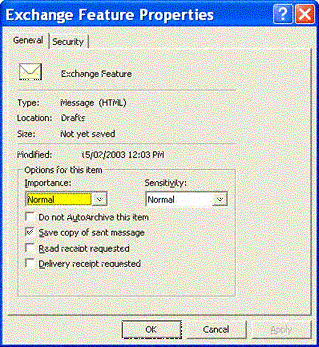 Exchange Feature Properties
General
Security
Exchange Feature
Type: Message (HTML)
Location: Drafts
Size: Not yet saved
Modified: 15/02/2003 12:03 PM
Options for this item
Importance: Sensitivity:
Normal Normal
Do not AutoArchive this item
Save copy of sent message
Read receipt requested
Delivery receipt requested
OK Cancel Apply